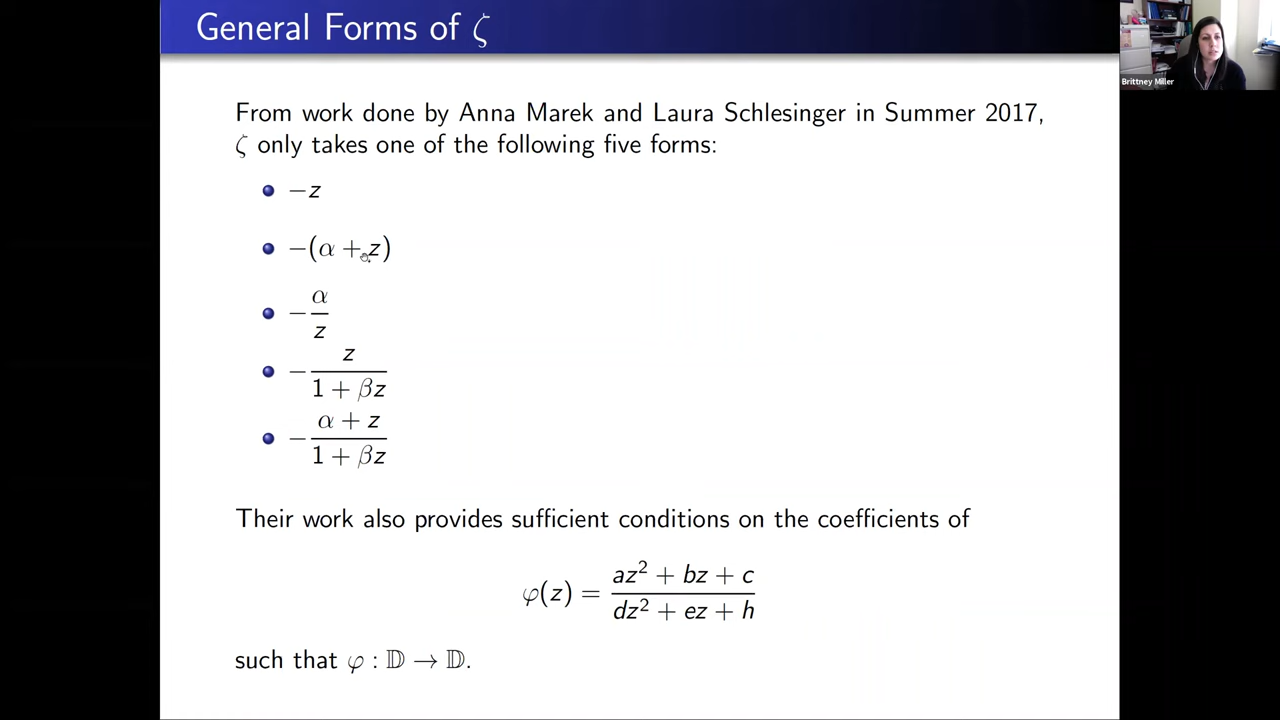 General Forms of ζ
Brittney Miller
From work done by Anna Marek and Laura Schlesinger in Summer 2017,
ζ only takes one of the following five forms:
−z
−(α + z)
−α/z
−z/(1 + βz)
−(α + z)/(1 + βz)
Their work also provides sufficient conditions on the coefficients of
φ(z) = (az² + bz + c)/(dz² + ez + h)
such that φ : 𝔻 → 𝔻.